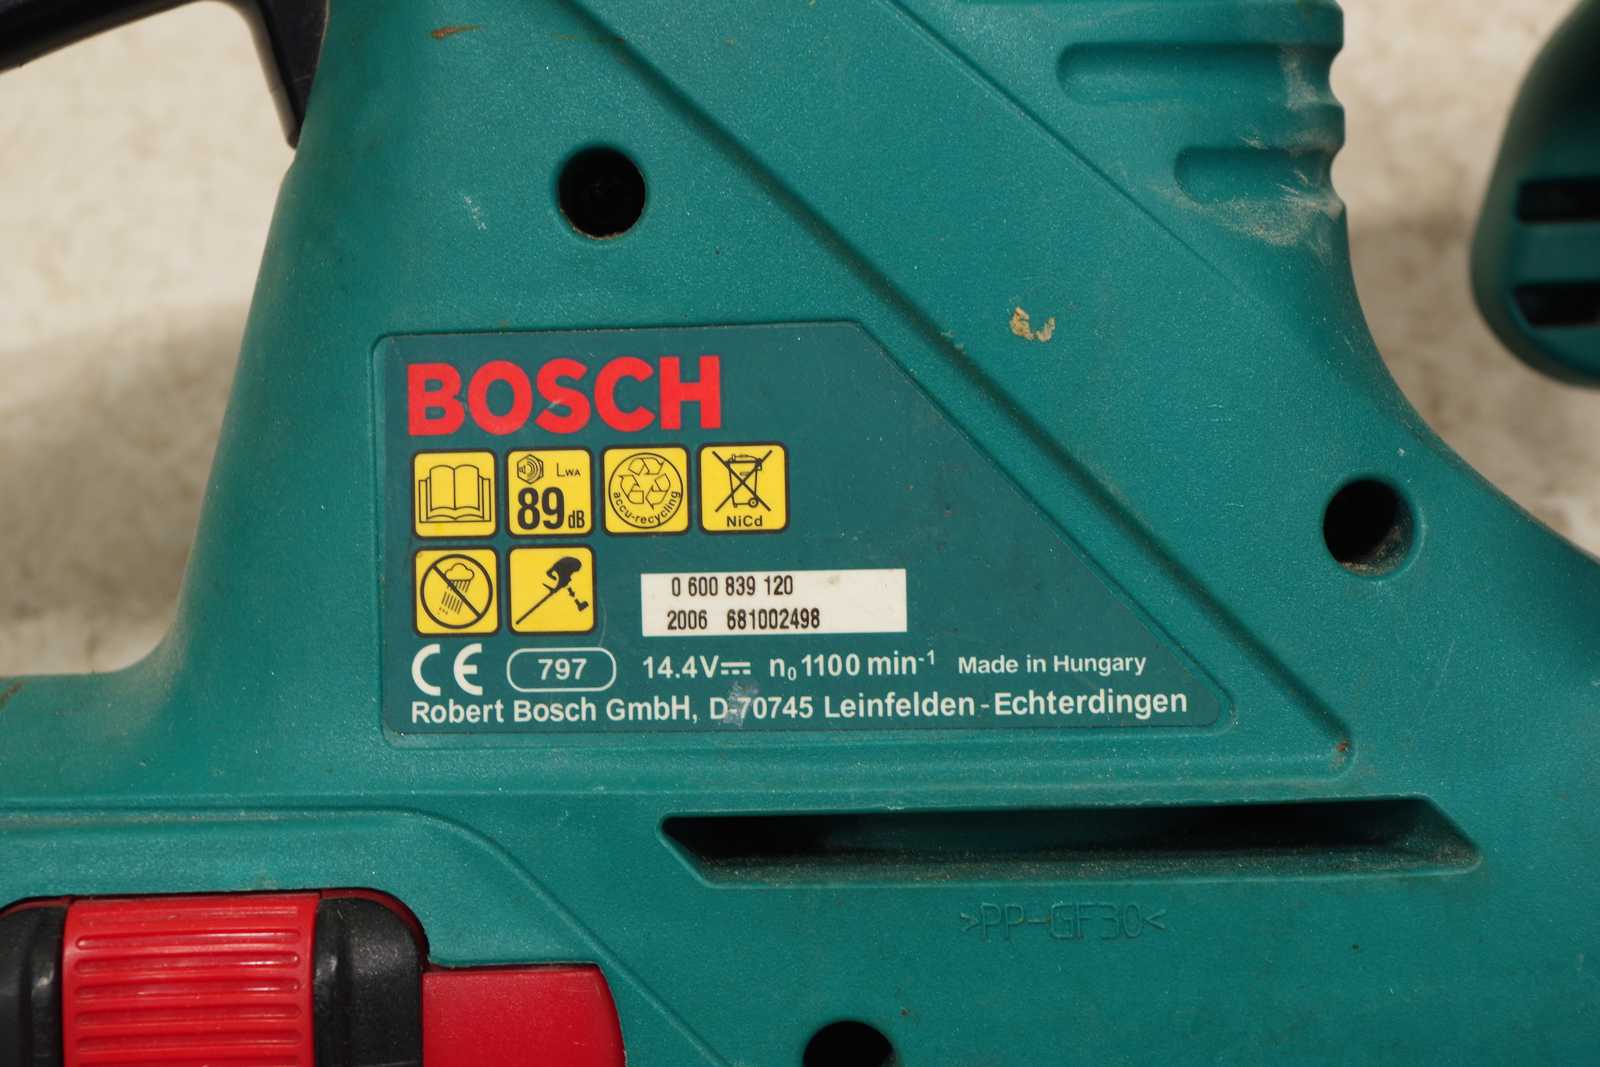 BOSCH
LWA
89 dB
accu-recycling
NiCd
0 600 839 120
2006 681002498
CE 797 14.4V⎓ n₀ 1100 min⁻¹ Made in Hungary
Robert Bosch GmbH, D-70745 Leinfelden-Echterdingen
>PP-GF30<